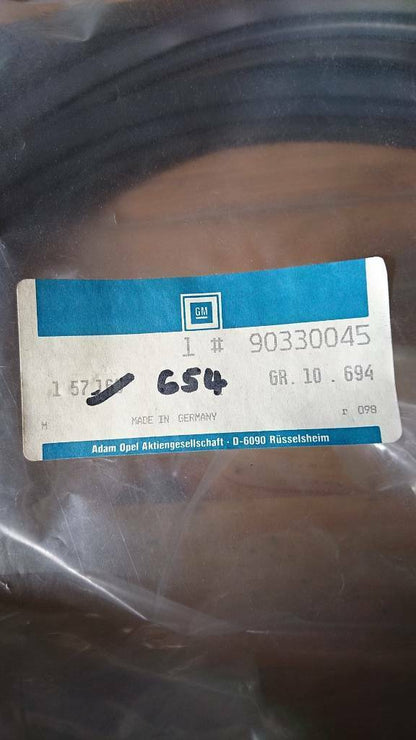 GM
1 # 90330045
1 57 654 GR. 10 . 694
M MADE IN GERMANY r 098
Adam Opel Aktiengesellschaft · D-6090 Rüsselsheim